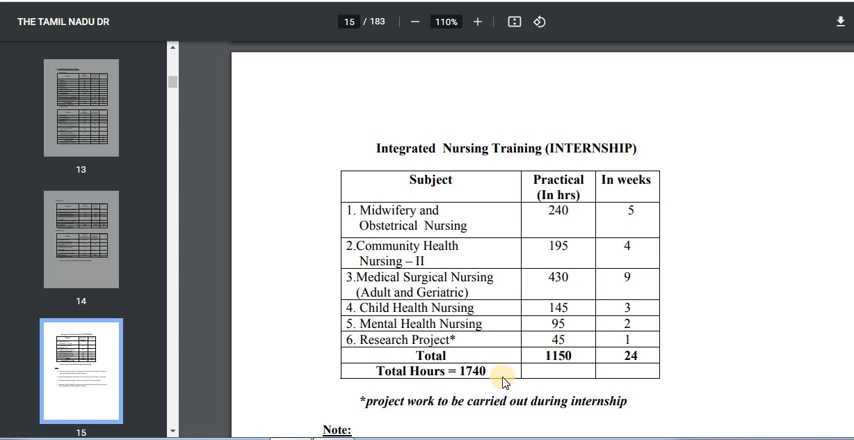 THE TAMIL NADU DR
15 / 183
110%
13
14
15
Integrated Nursing Training (INTERNSHIP)
Subject Practical (In hrs) In weeks
1. Midwifery and Obstetrical Nursing 240 5
2.Community Health Nursing – II 195 4
3.Medical Surgical Nursing (Adult and Geriatric) 430 9
4. Child Health Nursing 145 3
5. Mental Health Nursing 95 2
6. Research Project* 45 1
Total 1150 24
Total Hours = 1740
*project work to be carried out during internship
Note: